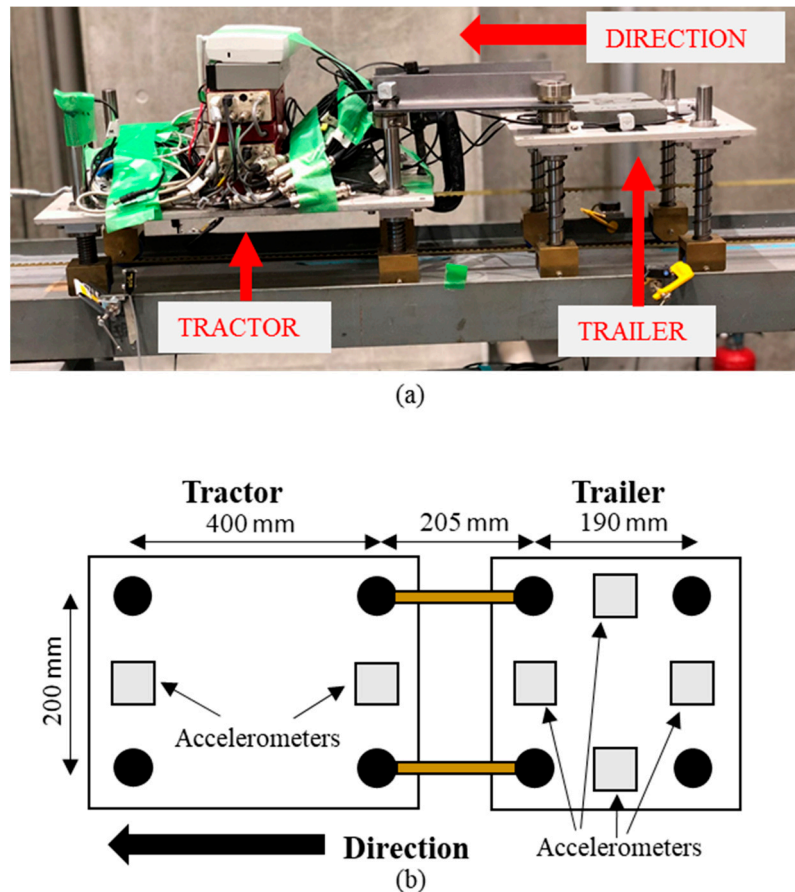 DIRECTION
TRACTOR
TRAILER
(a)
Tractor
Trailer
400 mm
205 mm
190 mm
200 mm
Accelerometers
Accelerometers
Direction
(b)